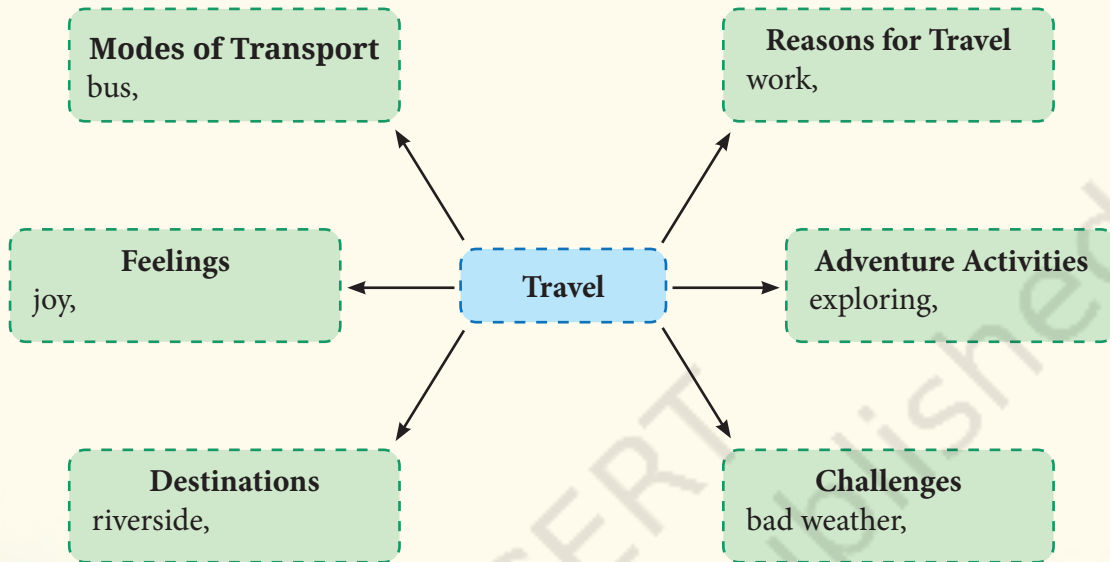 Modes of Transport
bus,
Reasons for Travel
work,
Feelings
joy,
Travel
Adventure Activities
exploring,
Destinations
riverside,
Challenges
bad weather,